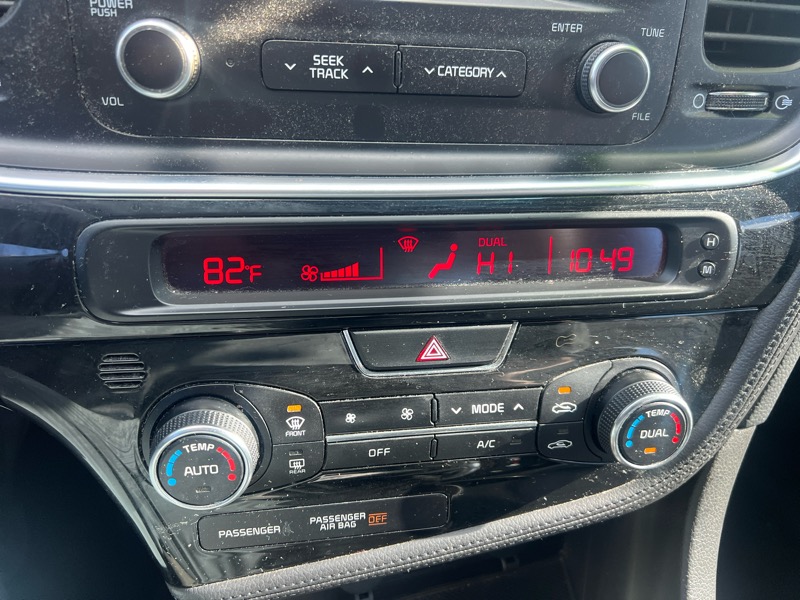 POWER
PUSH
VOL
SEEK
TRACK
CATEGORY
ENTER
TUNE
FILE
82°F
DUAL
HI
10:49
H
M
TEMP
AUTO
FRONT
REAR
OFF
MODE
A/C
TEMP
DUAL
PASSENGER
PASSENGER
AIR BAG
OFF